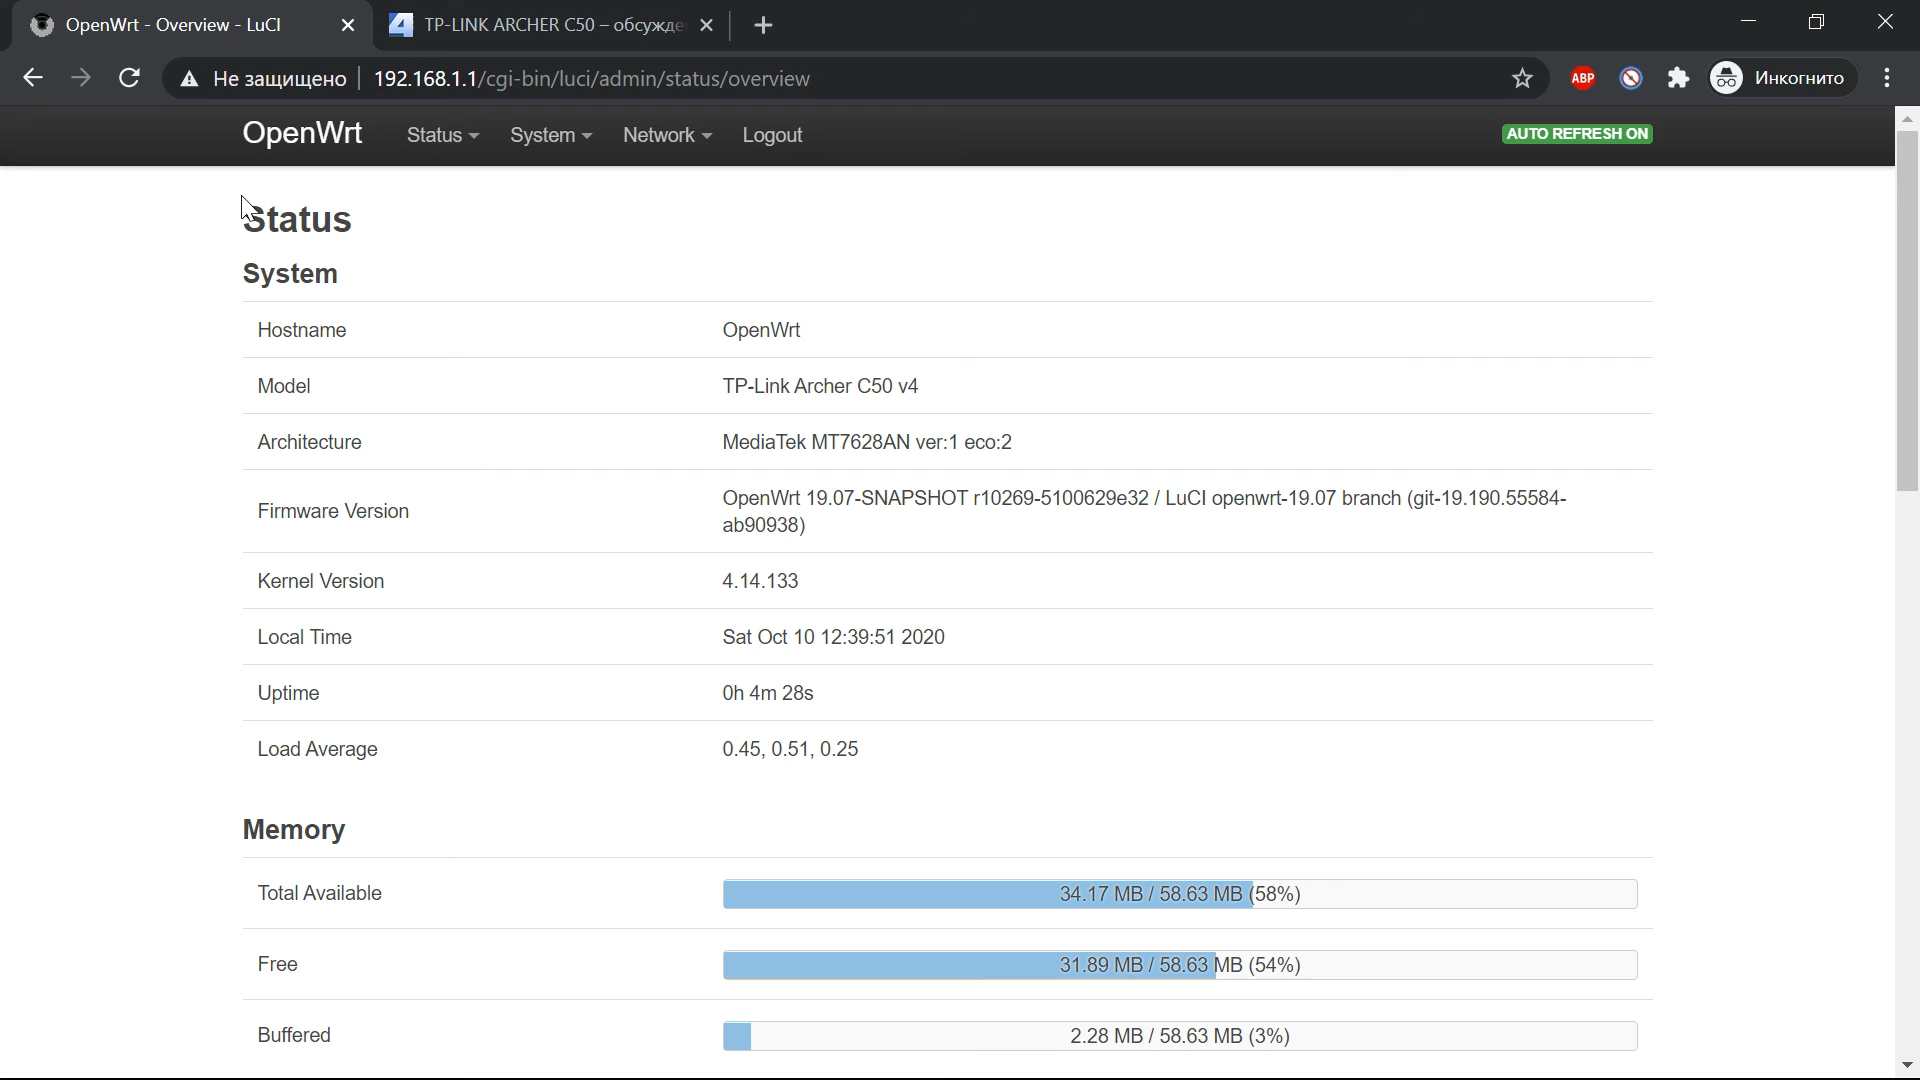 OpenWrt - Overview - LuCI
TP-LINK ARCHER C50 – обсужде
Не защищено
192.168.1.1/cgi-bin/luci/admin/status/overview
ABP
Инкогнито
OpenWrt
Status
System
Network
Logout
AUTO REFRESH ON
Status
System
Hostname OpenWrt
Model TP-Link Archer C50 v4
Architecture MediaTek MT7628AN ver:1 eco:2
Firmware Version OpenWrt 19.07-SNAPSHOT r10269-5100629e32 / LuCI openwrt-19.07 branch (git-19.190.55584-
ab90938)
Kernel Version 4.14.133
Local Time Sat Oct 10 12:39:51 2020
Uptime 0h 4m 28s
Load Average 0.45, 0.51, 0.25
Memory
Total Available 34.17 MB / 58.63 MB (58%)
Free 31.89 MB / 58.63 MB (54%)
Buffered 2.28 MB / 58.63 MB (3%)